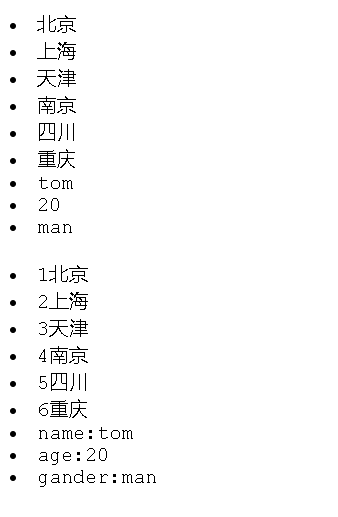 北京
上海
天津
南京
四川
重庆
tom
20
man
1北京
2上海
3天津
4南京
5四川
6重庆
name:tom
age:20
gander:man